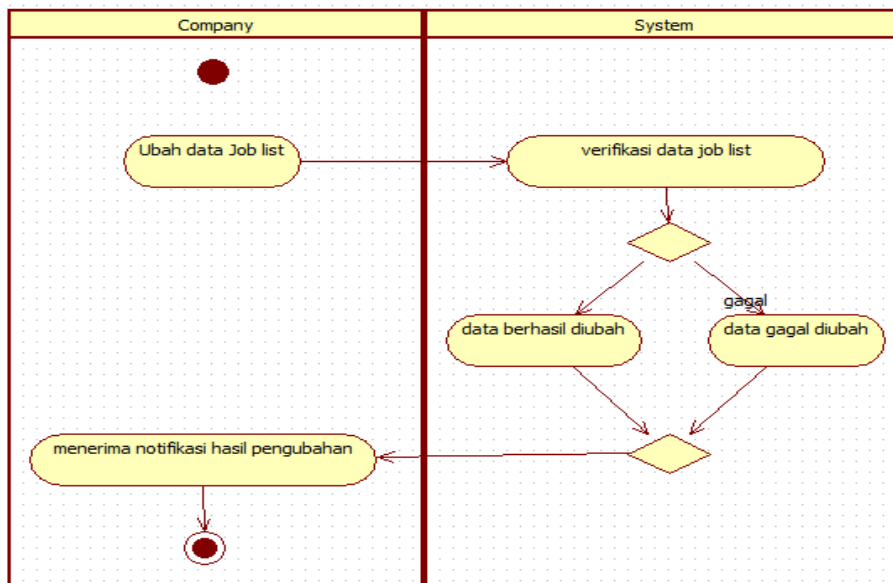 Company
System
Ubah data Job list
verifikasi data job list
gagal
data berhasil diubah
data gagal diubah
menerima notifikasi hasil pengubahan